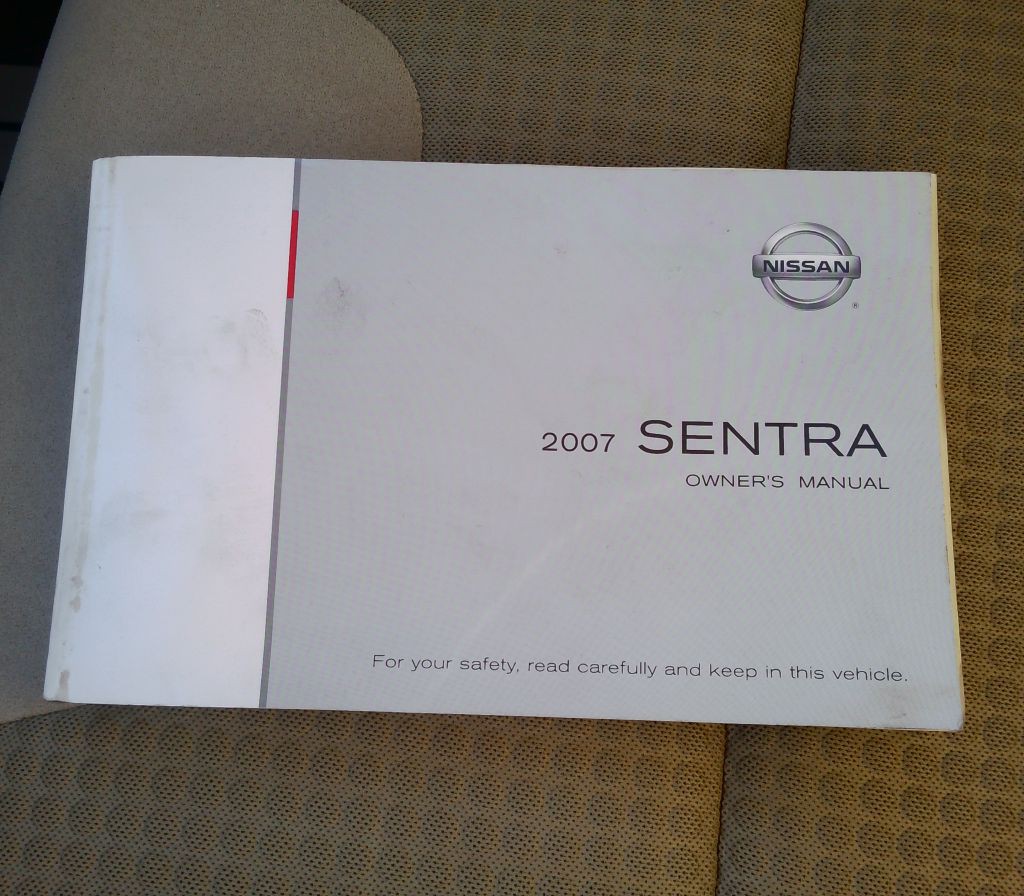 NISSAN
®
2007 SENTRA
OWNER'S MANUAL
For your safety, read carefully and keep in this vehicle.